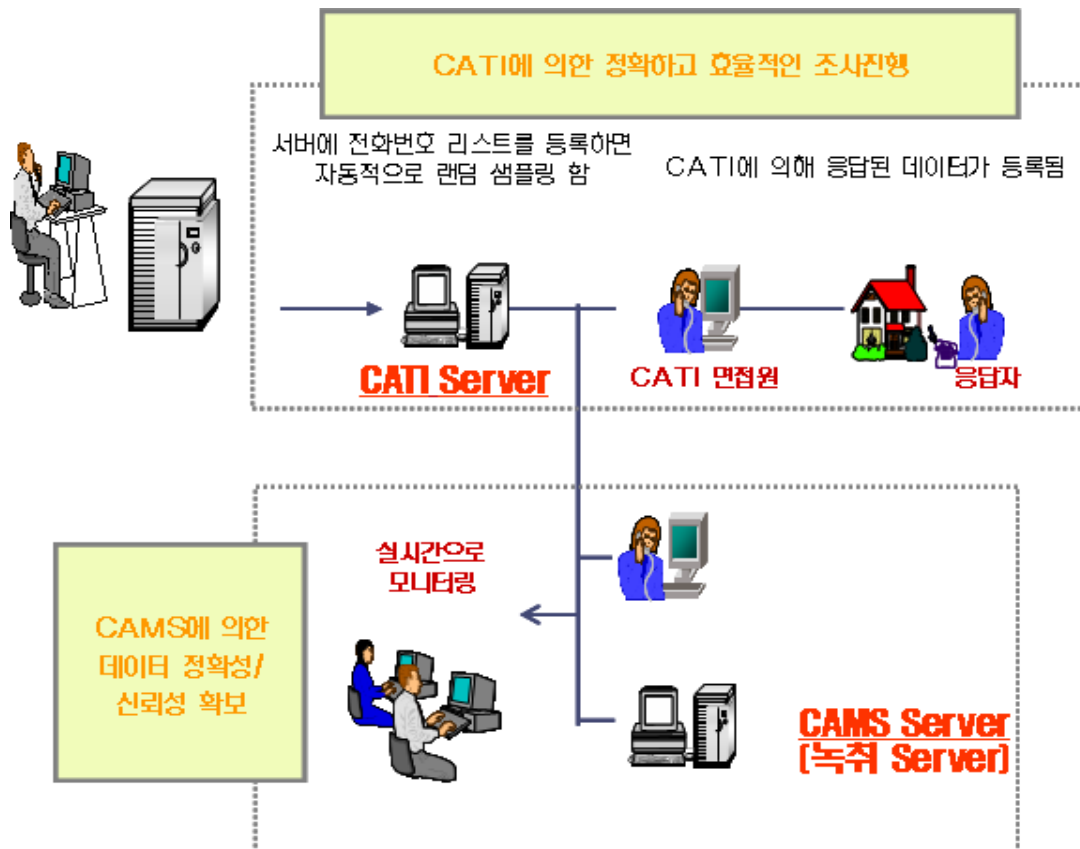 CATI에 의한 정확하고 효율적인 조사진행
서버에 전화번호 리스트를 등록하면
자동적으로 랜덤 샘플링 함
CATI에 의해 응답된 데이터가 등록됨
CATI Server
CATI 면접원
응답자
실시간으로
모니터링
CAMS에 의한
데이터 정확성/
신뢰성 확보
CAMS Server
(녹취 Server)